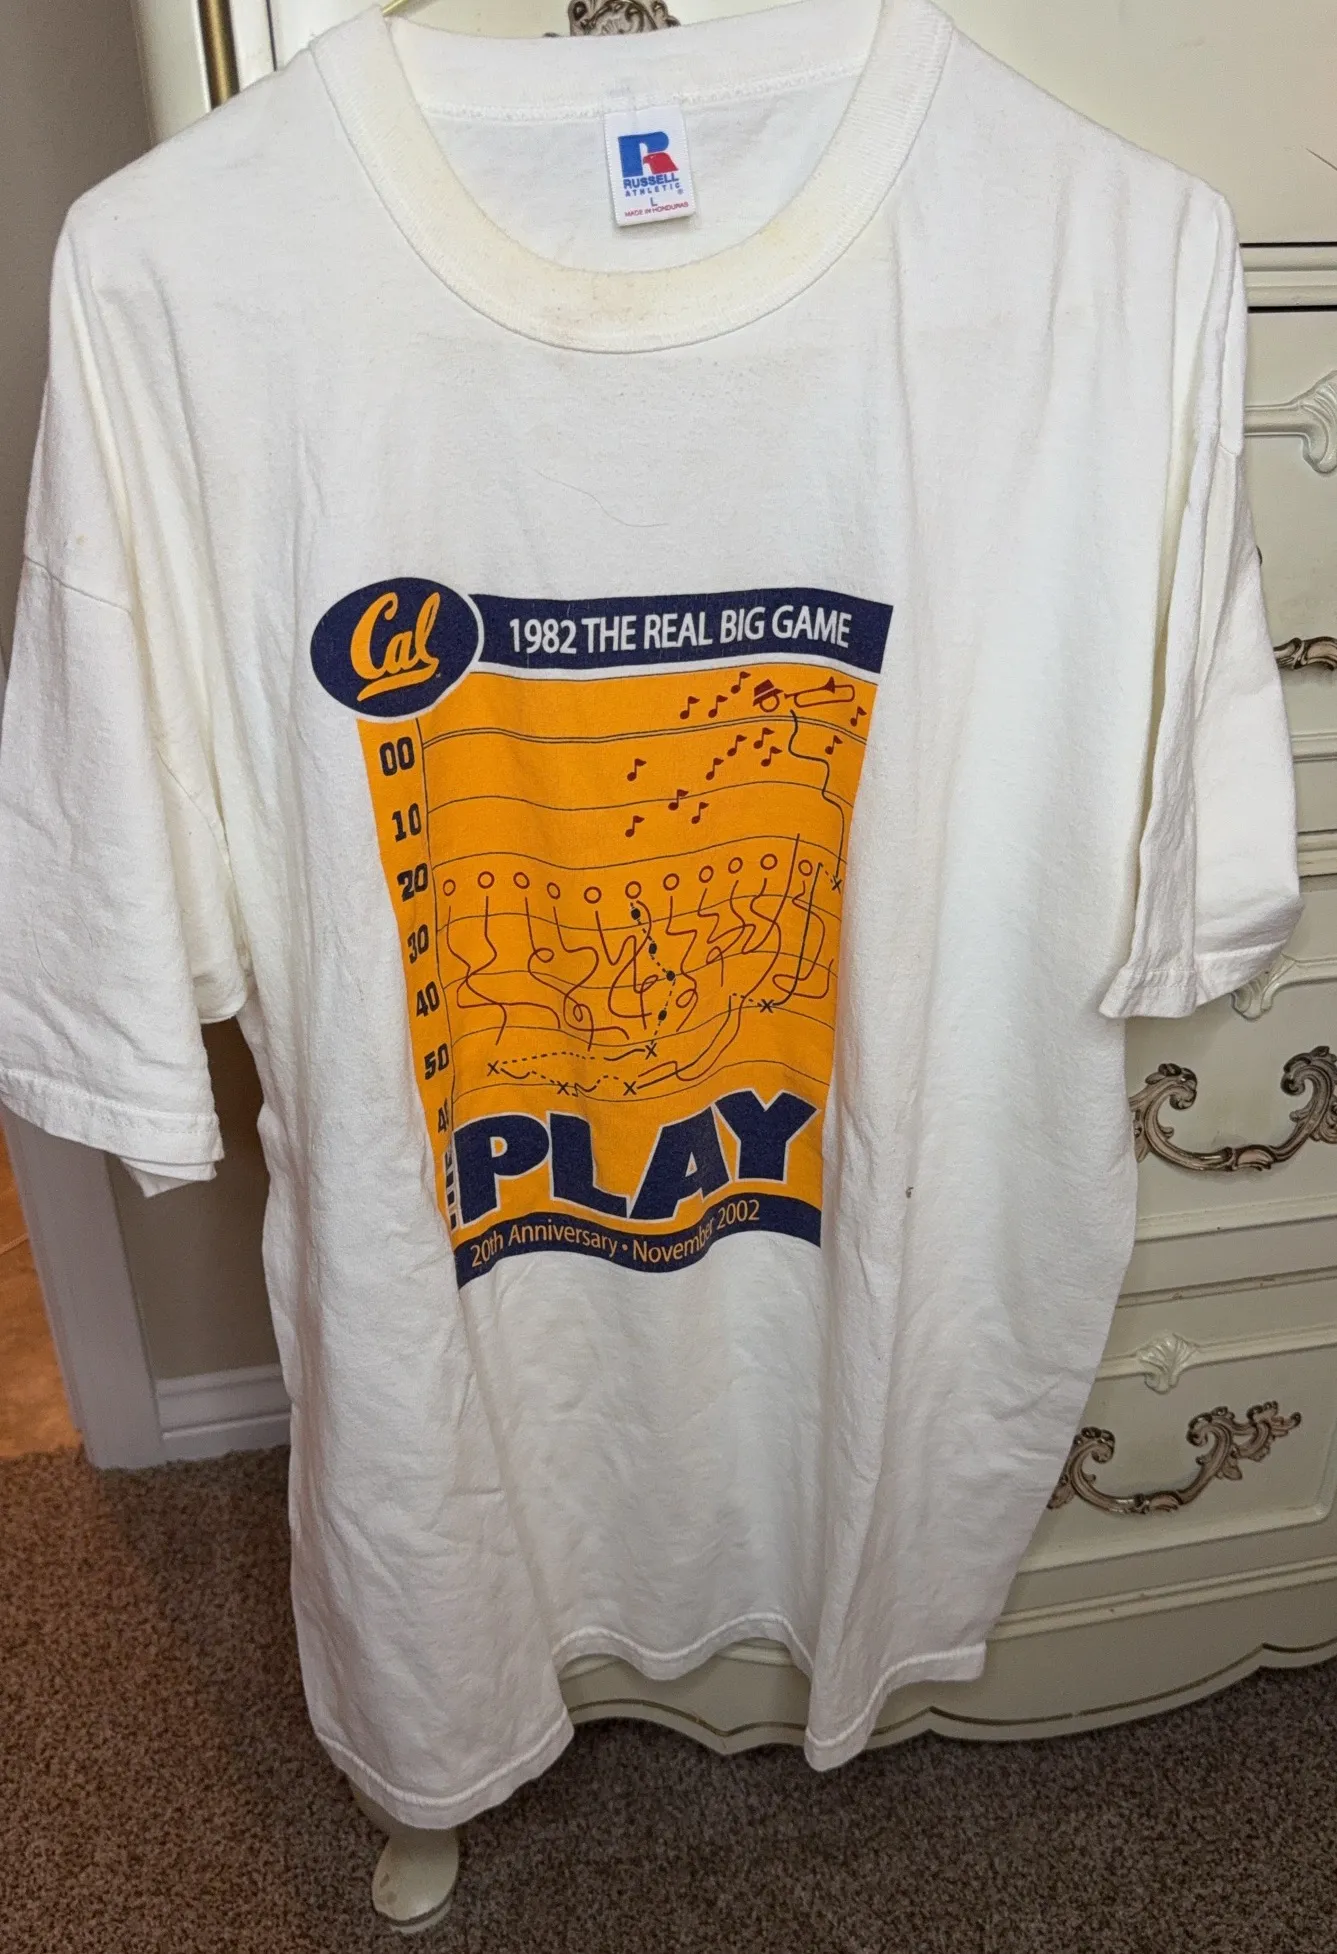 R
RUSSELL
ATHLETIC ®
L
MADE IN HONDURAS
Cal
1982 THE REAL BIG GAME
00
10
20
30
40
50
THE PLAY
20th Anniversary • November 2002